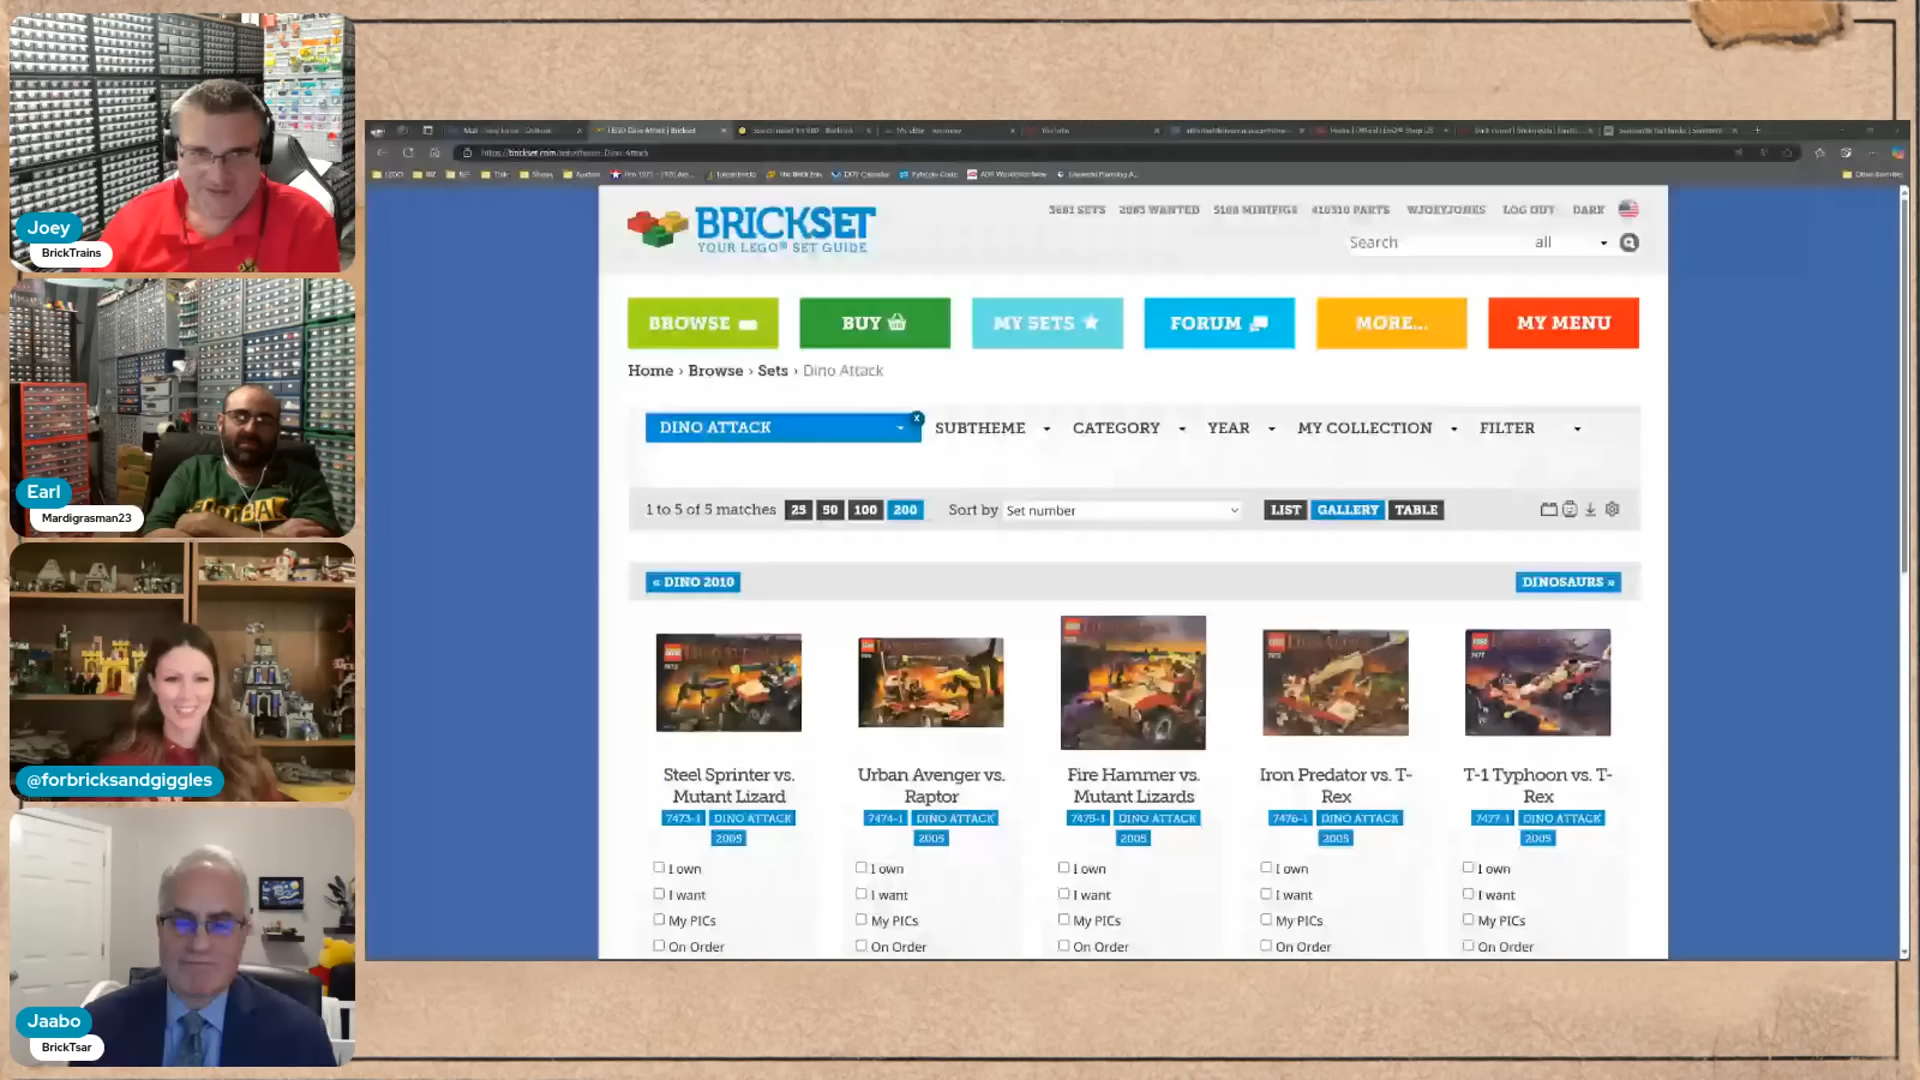 Joey
BrickTrains
Earl
Mardigrasman23
@forbricksandgiggles
Jaabo
BrickTsar
BRICKSET
YOUR LEGO® SET GUIDE
2083 WANTED
LOG OUT
DARK
WJOEYJONES
Search
all
BROWSE
BUY
MY SETS
FORUM
MORE...
MY MENU
Home › Browse › Sets › Dino Attack
DINO ATTACK
x
SUBTHEME
CATEGORY
YEAR
MY COLLECTION
FILTER
1 to 5 of 5 matches
25
50
100
200
Sort by
Set number
LIST
GALLERY
TABLE
« DINO 2010
DINOSAURS »
Steel Sprinter vs.
Mutant Lizard
7473-1
DINO ATTACK
2005
I own
I want
My PICs
On Order
Urban Avenger vs.
Raptor
7474-1
DINO ATTACK
2005
I own
I want
My PICs
On Order
Fire Hammer vs.
Mutant Lizards
7475-1
DINO ATTACK
2005
I own
I want
My PICs
On Order
Iron Predator vs. T-
Rex
7476-1
DINO ATTACK
2005
I own
I want
My PICs
On Order
T-1 Typhoon vs. T-
Rex
7477-1
DINO ATTACK
2005
I own
I want
My PICs
On Order